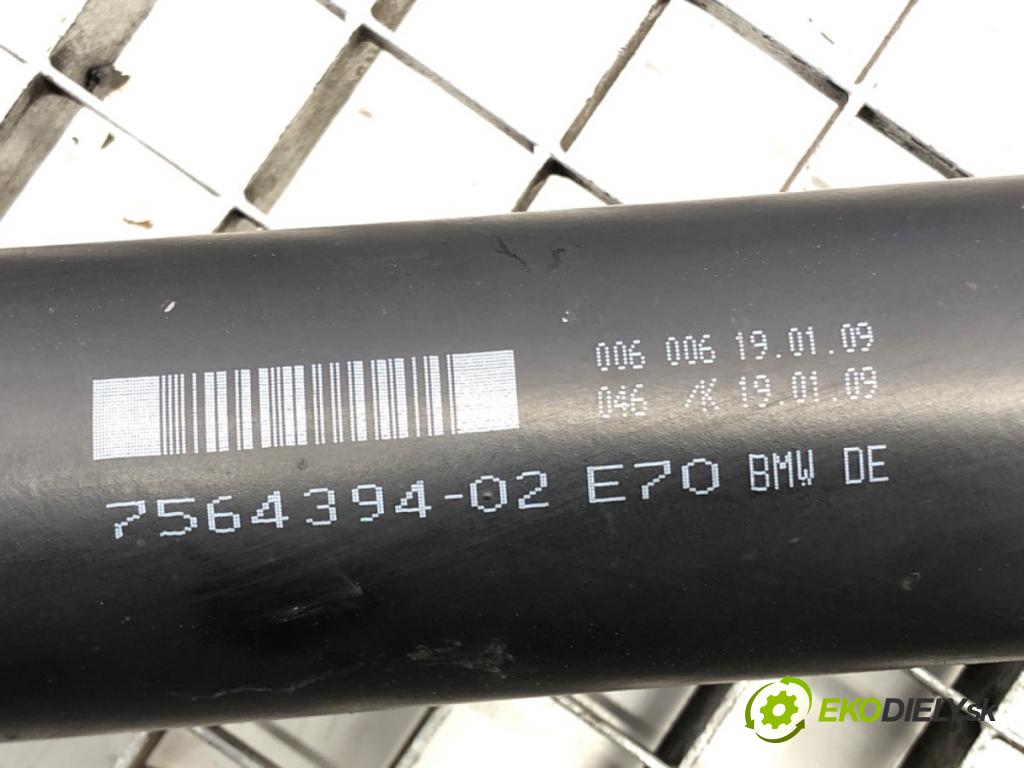 006 006 19.01.09
046 /K 19.01.09
7564394-02 E70 BMW DE
EKODIELY.sk